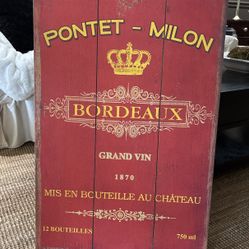 PONTET - MILON
BORDEAUX
GRAND VIN
1870
MIS EN BOUTEILLE AU CHÂTEAU
12 BOUTEILLES 750 ml